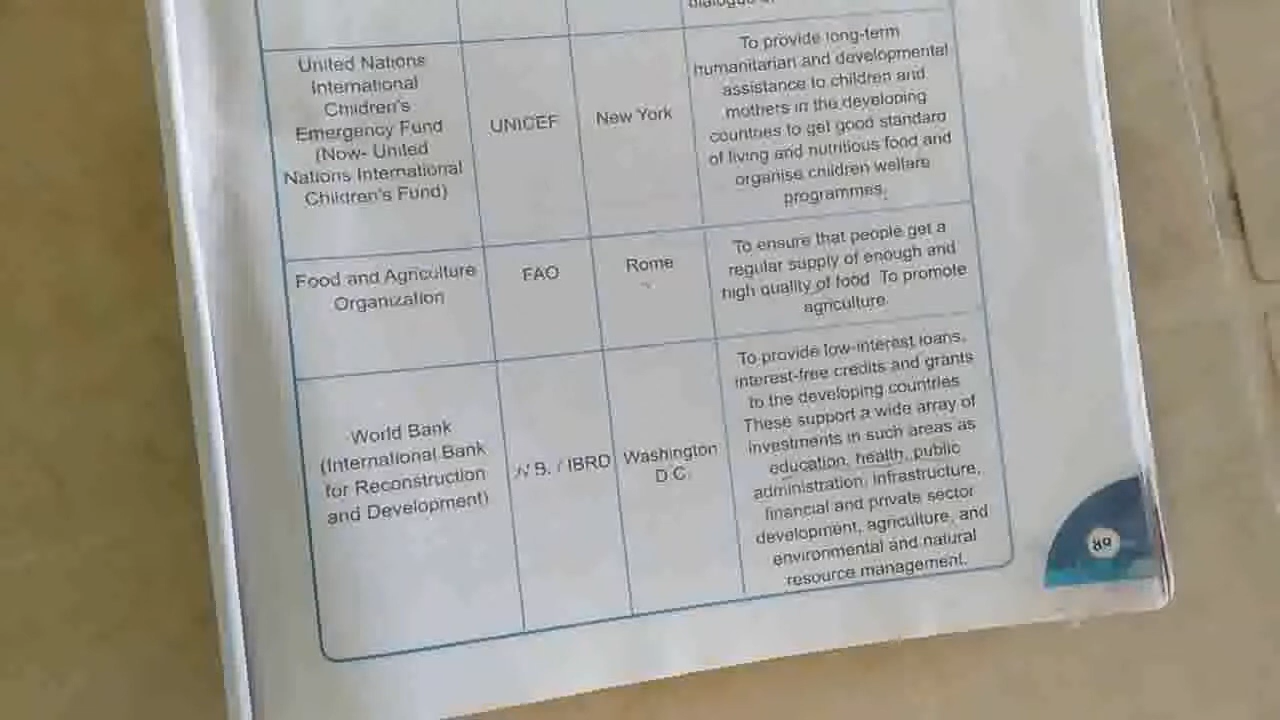 United Nations
International
Children's
Emergency Fund
(Now- United
Nations International
Children's Fund)
UNICEF
New York
To provide long-term
humanitarian and developmental
assistance to children and
mothers in the developing
countries to get good standard
of living and nutritious food and
organise children welfare
programmes.
Food and Agriculture
Organization
FAO
Rome
To ensure that people get a
regular supply of enough and
high quality of food. To promote
agriculture.
World Bank
(International Bank
for Reconstruction
and Development)
W.B. / IBRD
Washington
D.C.
To provide low-interest loans,
interest-free credits and grants
to the developing countries.
These support a wide array of
investments in such areas as
education, health, public
administration, infrastructure,
financial and private sector
development, agriculture, and
environmental and natural
resource management.
89